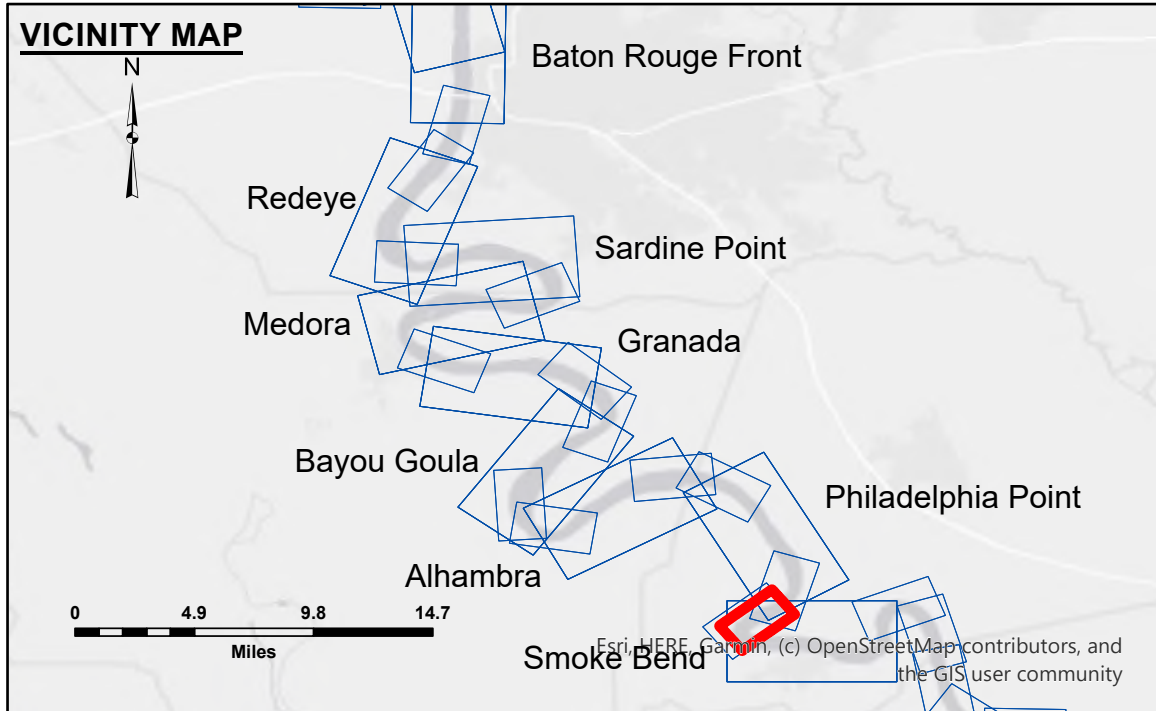 VICINITY MAP
N
Baton Rouge Front
Redeye
Sardine Point
Medora
Granada
Bayou Goula
Philadelphia Point
Alhambra
0 4.9 9.8 14.7
Miles
Smoke Bend
Esri, HERE, Garmin, (c) OpenStreetMap contributors, and
the GIS user community